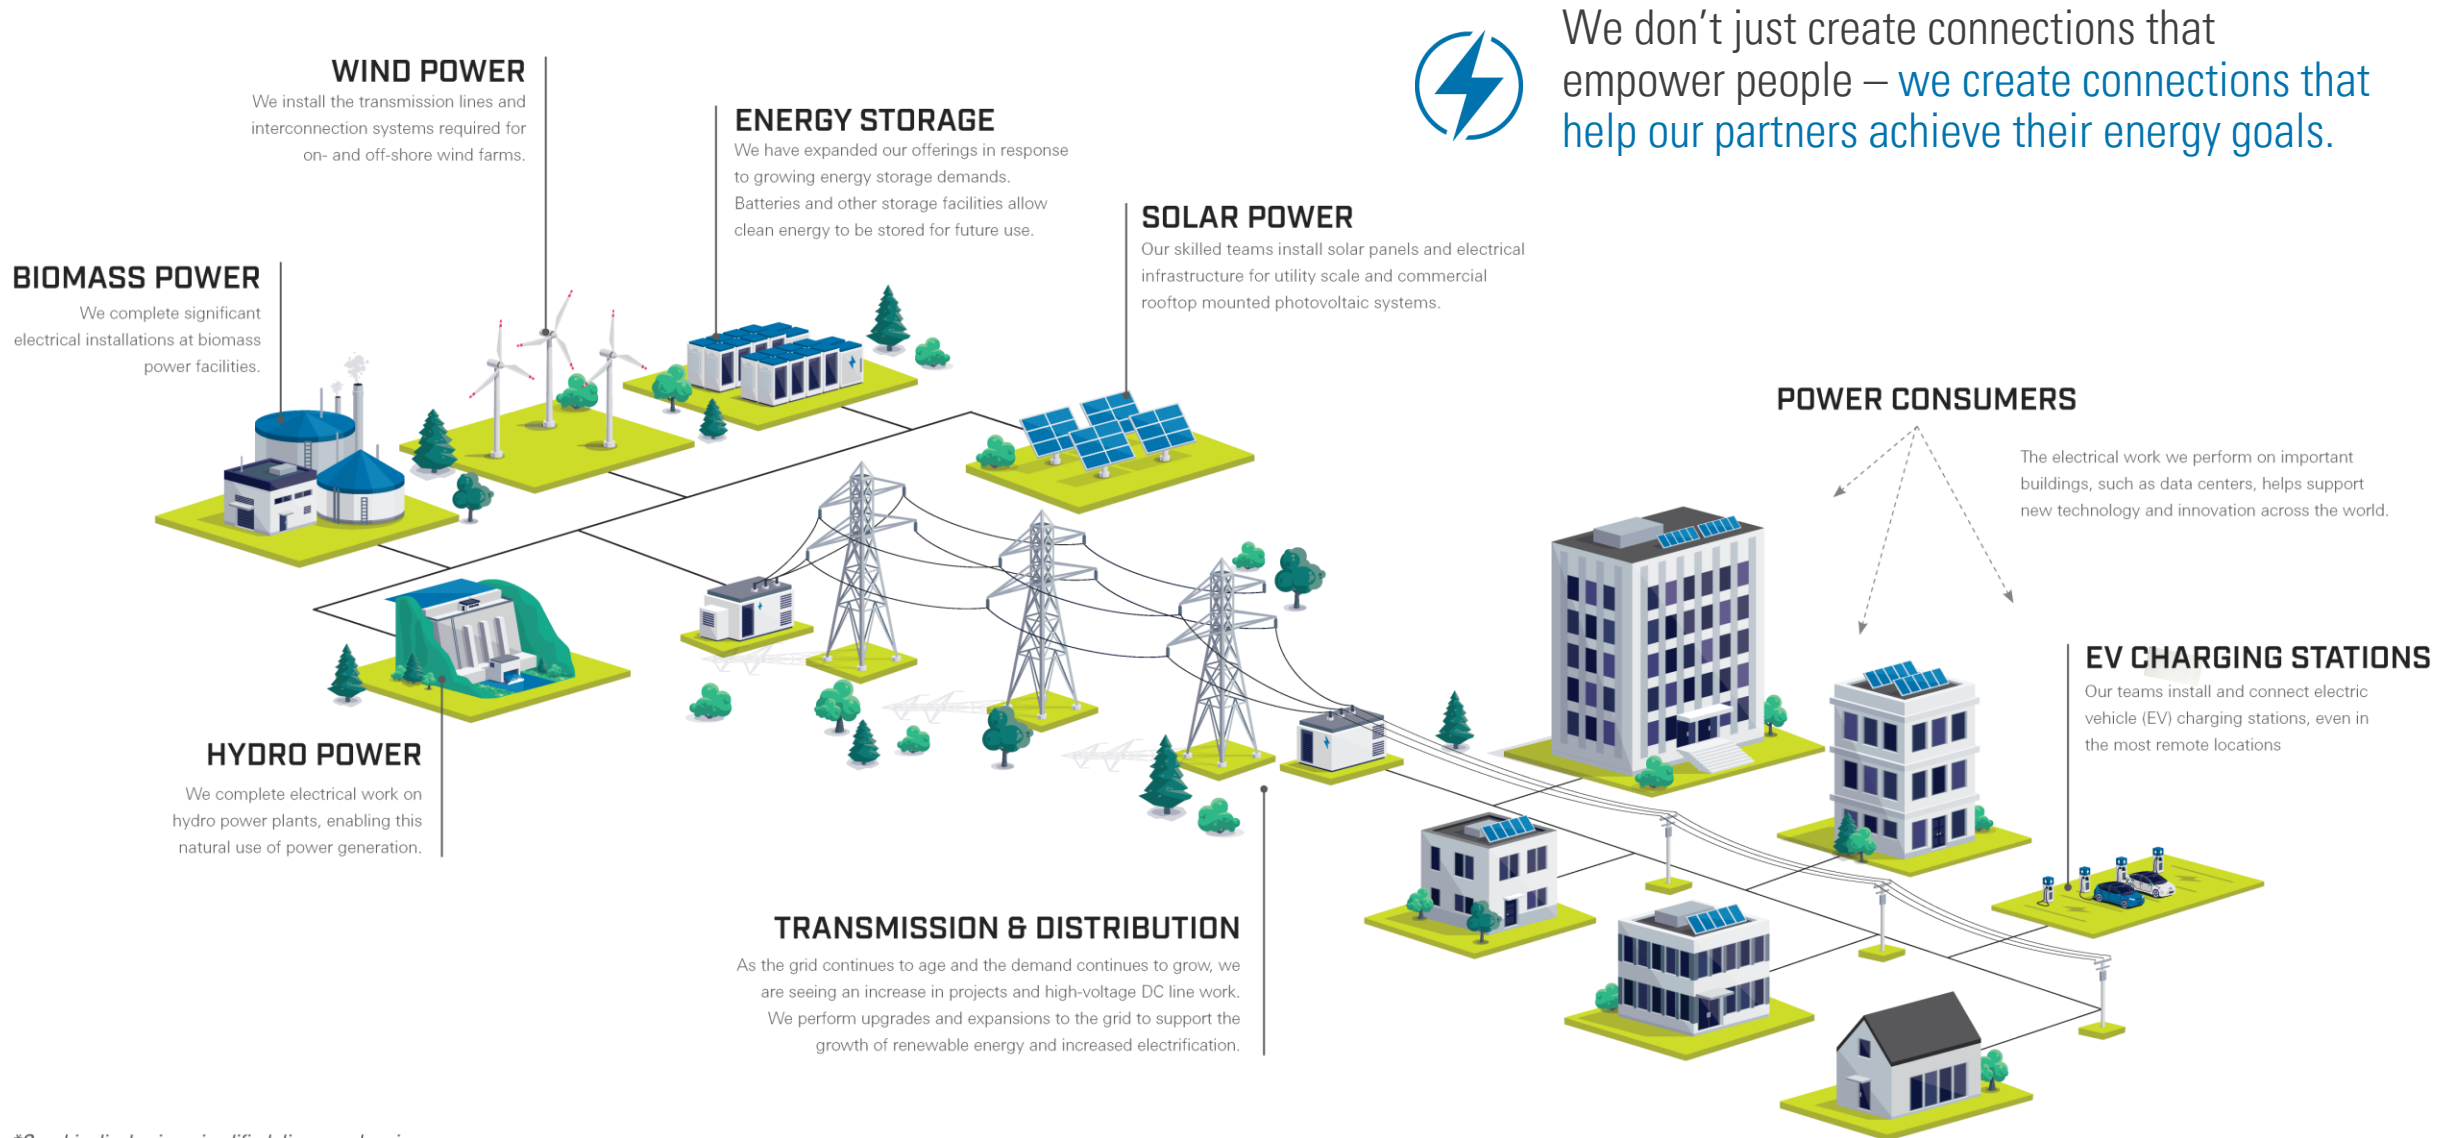 We don't just create connections that
empower people – we create connections that
help our partners achieve their energy goals.
WIND POWER
We install the transmission lines and
interconnection systems required for
on- and off-shore wind farms.
ENERGY STORAGE
We have expanded our offerings in response
to growing energy storage demands.
Batteries and other storage facilities allow
clean energy to be stored for future use.
SOLAR POWER
Our skilled teams install solar panels and electrical
infrastructure for utility scale and commercial
rooftop mounted photovoltaic systems.
BIOMASS POWER
We complete significant
electrical installations at biomass
power facilities.
POWER CONSUMERS
The electrical work we perform on important
buildings, such as data centers, helps support
new technology and innovation across the world.
EV CHARGING STATIONS
Our teams install and connect electric
vehicle (EV) charging stations, even in
the most remote locations
HYDRO POWER
We complete electrical work on
hydro power plants, enabling this
natural use of power generation.
TRANSMISSION & DISTRIBUTION
As the grid continues to age and the demand continues to grow, we
are seeing an increase in projects and high-voltage DC line work.
We perform upgrades and expansions to the grid to support the
growth of renewable energy and increased electrification.